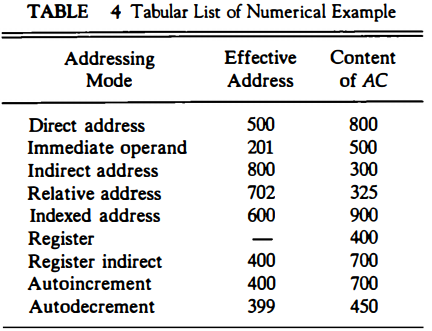 TABLE 4 Tabular List of Numerical Example
Addressing Mode Effective Address Content of AC
Direct address 500 800
Immediate operand 201 500
Indirect address 800 300
Relative address 702 325
Indexed address 600 900
Register — 400
Register indirect 400 700
Autoincrement 400 700
Autodecrement 399 450